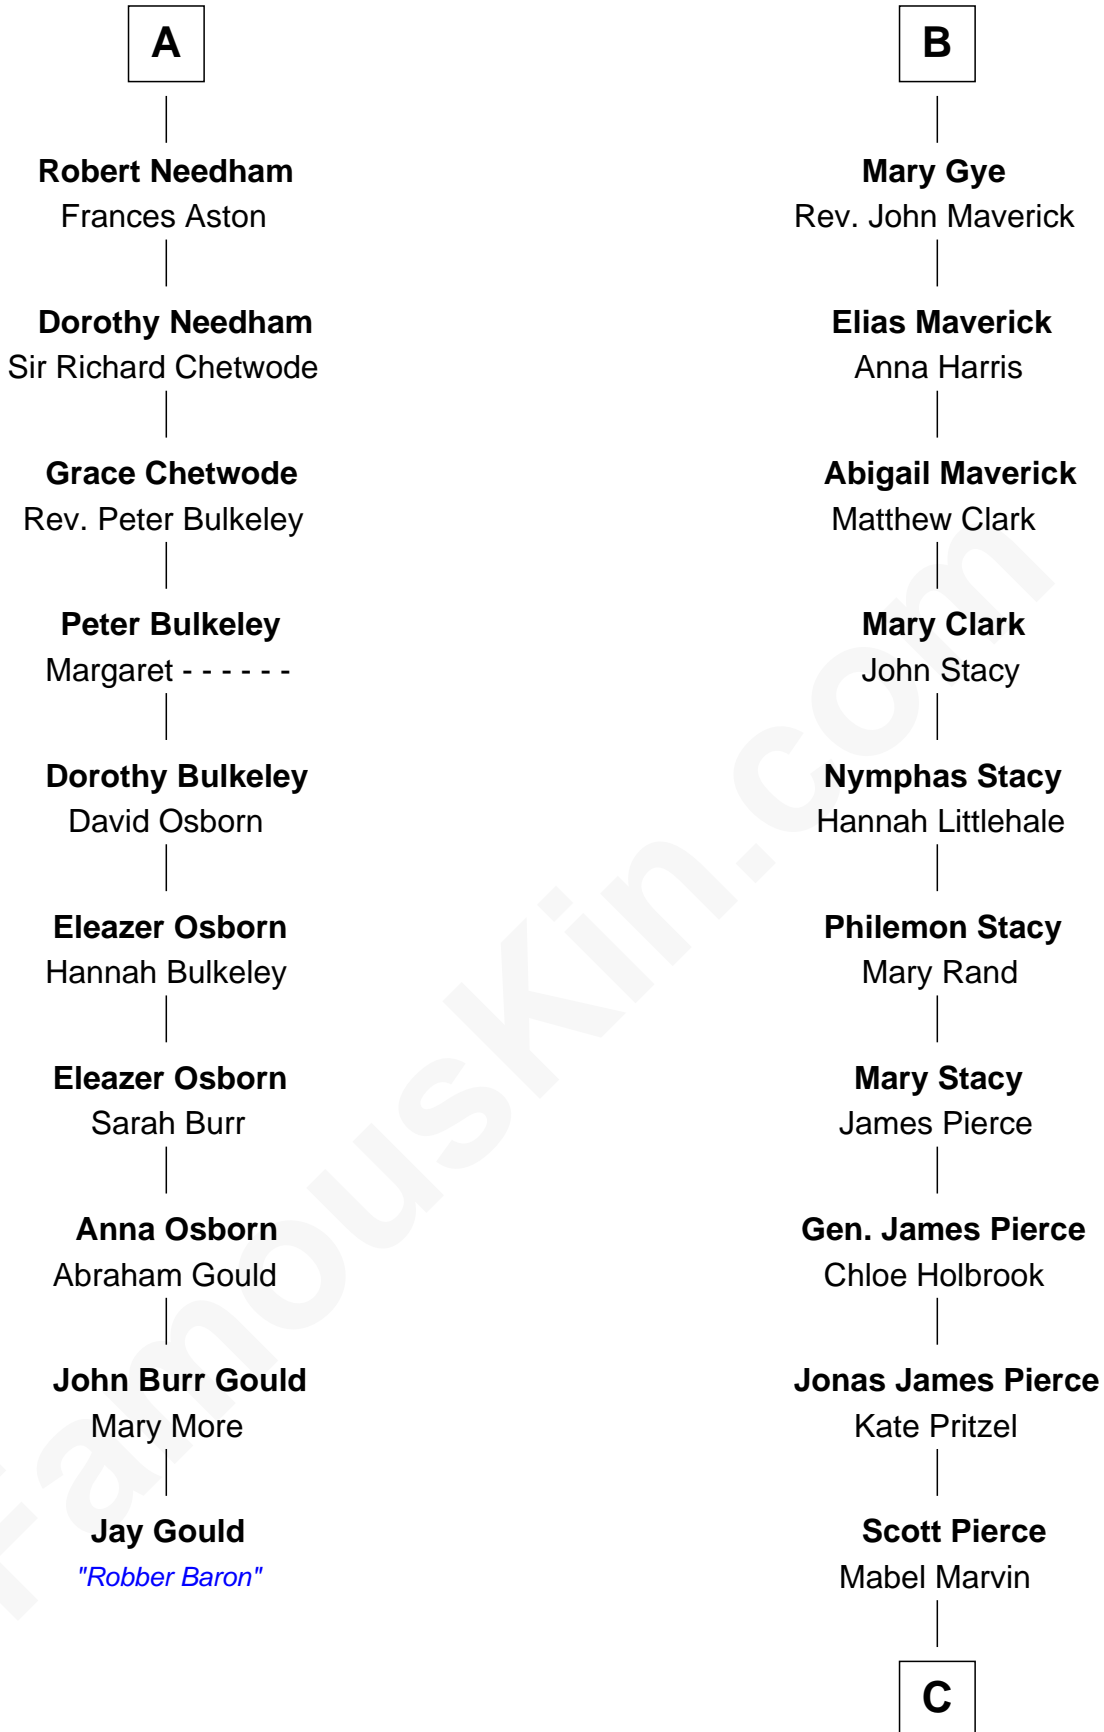 A
Robert Needham
Frances Aston
Dorothy Needham
Sir Richard Chetwode
Grace Chetwode
Rev. Peter Bulkeley
Peter Bulkeley
Margaret - - - - - -
Dorothy Bulkeley
David Osborn
Eleazer Osborn
Hannah Bulkeley
Eleazer Osborn
Sarah Burr
Anna Osborn
Abraham Gould
John Burr Gould
Mary More
Jay Gould
"Robber Baron"
B
Mary Gye
Rev. John Maverick
Elias Maverick
Anna Harris
Abigail Maverick
Matthew Clark
Mary Clark
John Stacy
Nymphas Stacy
Hannah Littlehale
Philemon Stacy
Mary Rand
Mary Stacy
James Pierce
Gen. James Pierce
Chloe Holbrook
Jonas James Pierce
Kate Pritzel
Scott Pierce
Mabel Marvin
C
FamousKin.com